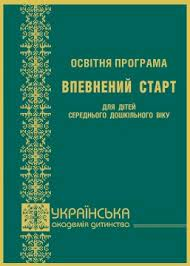 ОСВІТНЯ ПРОГРАМА
ВПЕВНЕНИЙ СТАРТ
ДЛЯ ДІТЕЙ
СЕРЕДНЬОГО ДОШКІЛЬНОГО ВІКУ
УКРАЇНСЬКА
академія дитинства